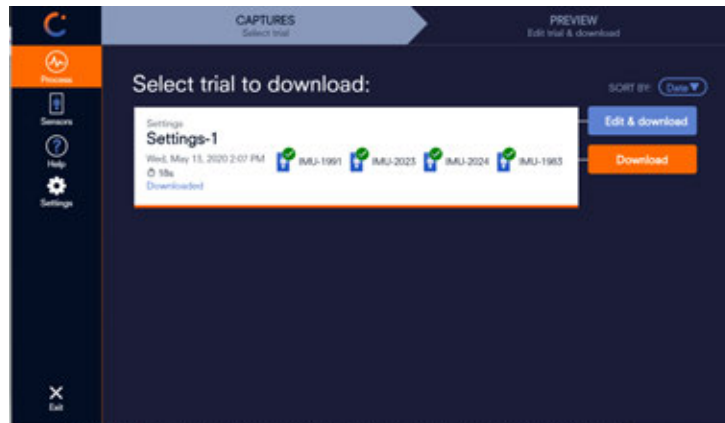 CAPTURES
Select trial
PREVIEW
Edit trial & download
Process
Sensors
Help
Settings
Exit
Select trial to download:
SORT BY: Date▼
Settings
Settings-1
Wed, May 13, 2020 2:07 PM
18s
Downloaded
IMU-1991 IMU-2023 IMU-2024 IMU-1983
Edit & download
Download